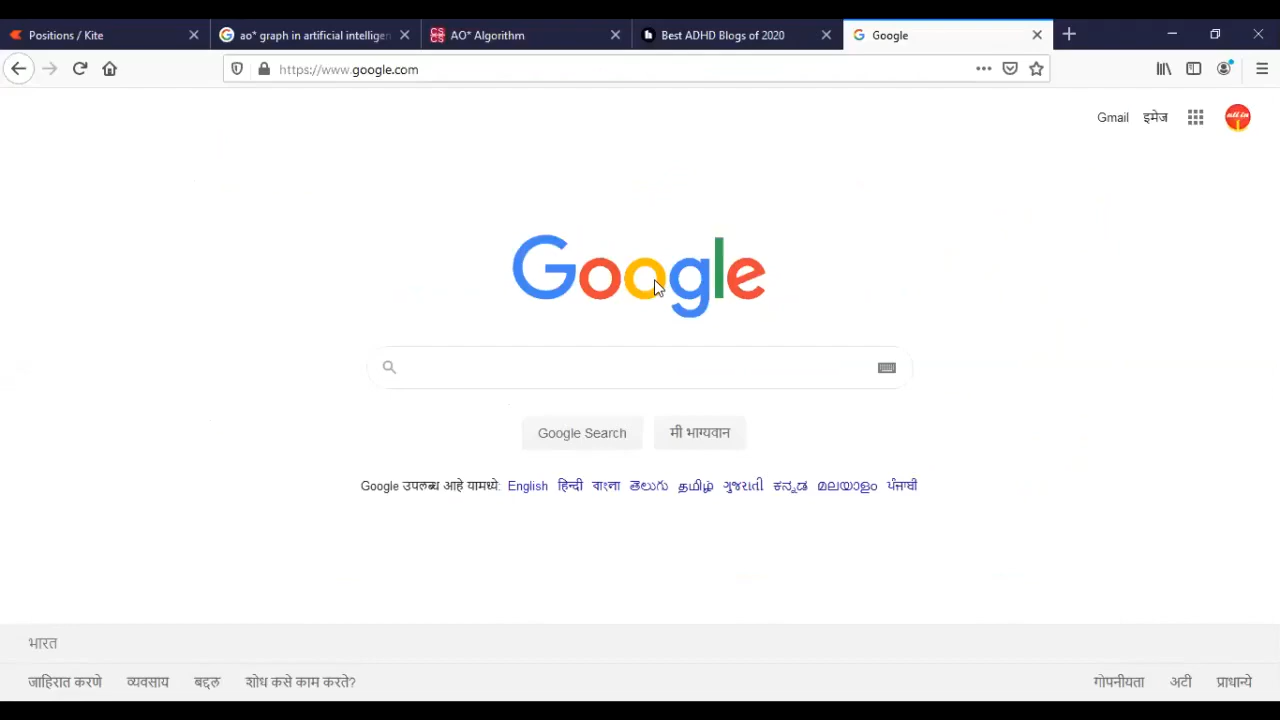 Positions / Kite
ao* graph in artificial intelligen
AO* Algorithm
Best ADHD Blogs of 2020
Google
https://www.google.com
Gmail इमेज
Google
Google Search मी भाग्यवान
Google उपलब्ध आहे यामध्ये: English हिन्दी বাংলা తెలుగు தமிழ் ગુજરાતી ಕನ್ನಡ മലയാളം ਪੰਜਾਬੀ
भारत
जाहिरात करणे व्यवसाय बद्दल शोध कसे काम करते? गोपनीयता अटी प्राधान्ये